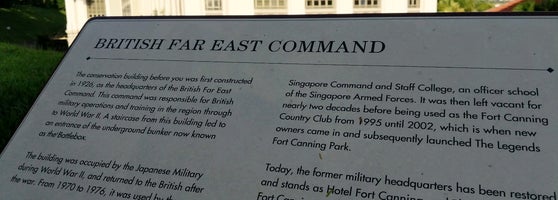 BRITISH FAR EAST COMMAND
The conservation building before you was first constructed
in 1926, as the headquarters of the British Far East
Command. This command was responsible for British
military operations and training in the region through
to World War II. A staircase from this building led to
an entrance of the underground bunker now known
as the Battlebox.
The building was occupied by the Japanese Military
during World War II, and returned to the British after
the war. From 1970 to 1976, it was used by the
Singapore Command and Staff College, an officer school
of the Singapore Armed Forces. It was then left vacant for
nearly two decades before being used as the Fort Canning
Country Club from 1995 until 2002, which is when new
owners came in and subsequently launched The Legends
Fort Canning Park.
Today, the former military headquarters has been restored
and stands as Hotel Fort Canning